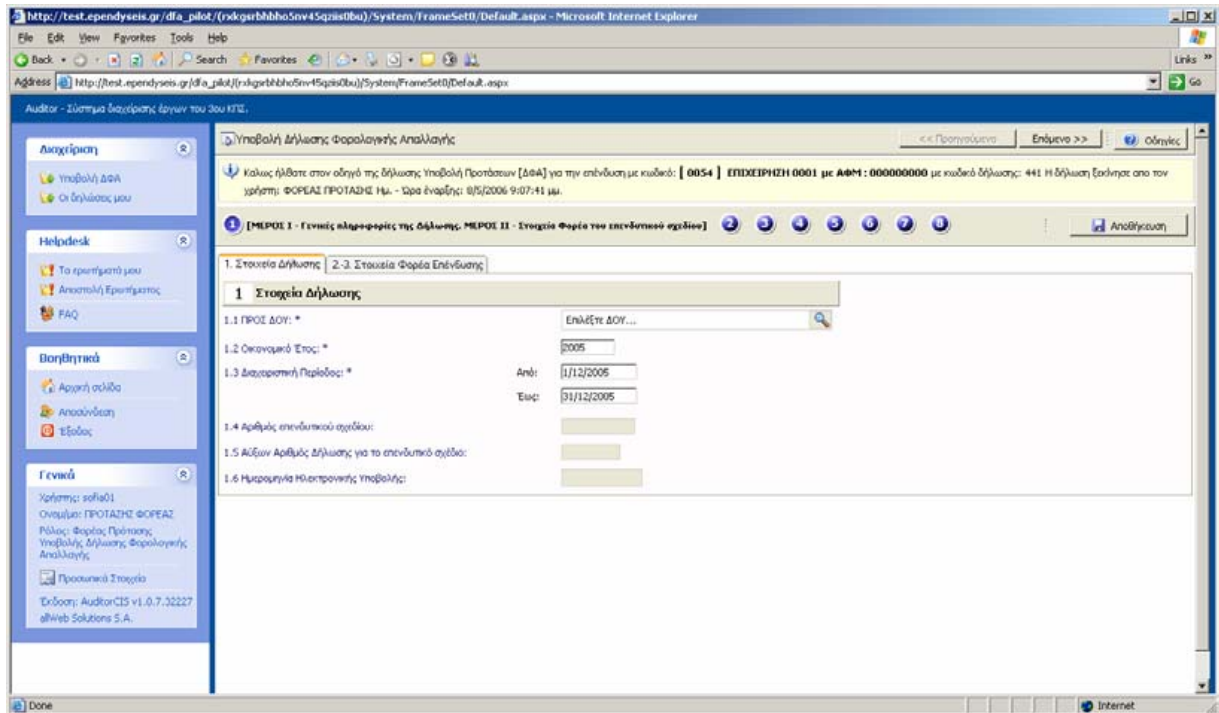 http://test.ependyseis.gr/dfa_pilot/(rxkgsrbhbho5nv45qziis0bu)/System/FrameSet0/Default.aspx - Microsoft Internet Explorer
File Edit View Favorites Tools Help
Back Search Favorites Links
Address http://test.ependyseis.gr/dfa_pilot/(rxkgsrbhbho5nv45qziis0bu)/System/FrameSet0/Default.aspx Go
Auditor - Σύστημα διαχείρισης έργων του 3ου ΚΠΣ.
Διαχείριση
Υποβολή ΔΦΑ
Οι δηλώσεις μου
Helpdesk
Τα ερωτήματά μου
Αποστολή Ερωτήματος
FAQ
Βοηθητικά
Αρχική σελίδα
Αποσύνδεση
Έξοδος
Γενικά
Χρήστης: sofia01
Ονομ/μο: ΠΡΟΤΑΣΗΣ ΦΟΡΕΑΣ
Ρόλος: Φορέας Πρότασης
Υποβολής Δήλωσης Φορολογικής
Απαλλαγής
Προσωπικά Στοιχεία
Έκδοση: AuditorCIS v1.0.7.32227
allWeb Solutions S.A.
Υποβολή Δήλωσης Φορολογικής Απαλλαγής
<< Προηγούμενο Επόμενο >> Οδηγίες
Καλως ήλθατε στον οδηγό της δήλωσης Υποβολή Προτάσεων [ΔΦΑ] για την επένδυση με κωδικό: [ 0054 ] ΕΠΙΧΕΙΡΗΣΗ 0001 με ΑΦΜ : 000000000 με κωδικό δήλωσης: 441 Η δήλωση ξεκίνησε απο τον
χρήστη: ΦΟΡΕΑΣ ΠΡΟΤΑΣΗΣ Ημ. - Ώρα έναρξης: 8/5/2006 9:07:41 μμ.
1 [ΜΕΡΟΣ Ι - Γενικές πληροφορίες της Δήλωσης. ΜΕΡΟΣ ΙΙ - Στοιχεία Φορέα του επενδυτικού σχεδίου] 2 3 4 5 6 7 8 Αποθήκευση
1. Στοιχεία Δήλωσης 2-3. Στοιχεία Φορέα Επένδυσης
1 Στοιχεία Δήλωσης
1.1 ΠΡΟΣ ΔΟΥ: * Επιλέξτε ΔΟΥ...
1.2 Οικονομικό Έτος: * 2005
1.3 Διαχειριστική Περίοδος: * Από: 1/12/2005
Έως: 31/12/2005
1.4 Αριθμός επενδυτικού σχεδίου:
1.5 Αύξων Αριθμός Δήλωσης για το επενδυτικό σχέδιο:
1.6 Ημερομηνία Ηλεκτρονικής Υποβολής:
Done Internet